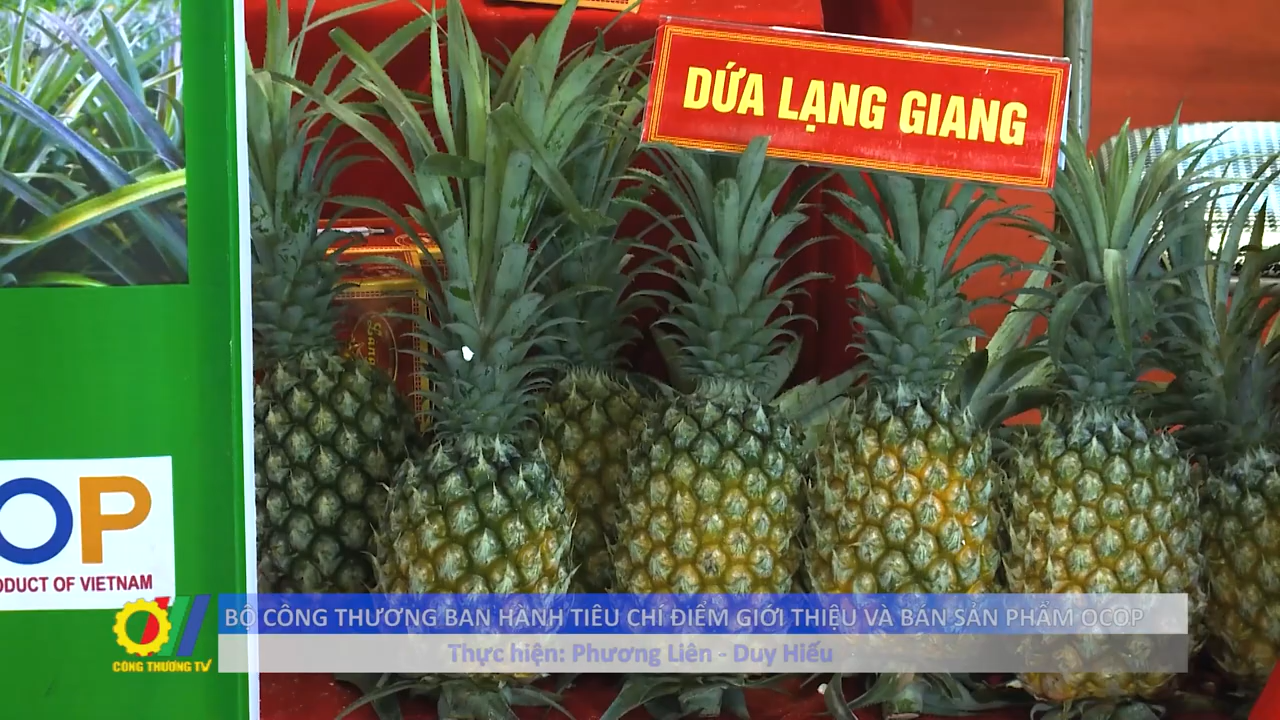 DỨA LẠNG GIANG
OP
ODUCT OF VIETNAM
BỘ CÔNG THƯƠNG BAN HÀNH TIÊU CHÍ ĐIỂM GIỚI THIỆU VÀ BÁN SẢN PHẨM OCOP
Thực hiện: Phương Liên - Duy Hiếu
CÔNG THƯƠNG TV